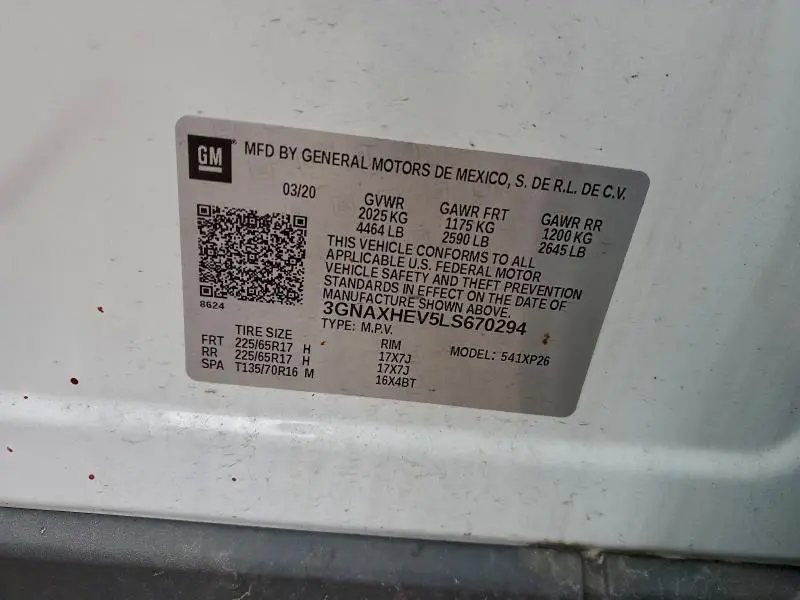 GM® MFD BY GENERAL MOTORS DE MEXICO, S. DE R.L. DE C.V.
03/20 GVWR GAWR FRT GAWR RR
2025 KG 1175 KG 1200 KG
4464 LB 2590 LB 2645 LB
THIS VEHICLE CONFORMS TO ALL
APPLICABLE U.S. FEDERAL MOTOR
VEHICLE SAFETY AND THEFT PREVENTION
STANDARDS IN EFFECT ON THE DATE OF
MANUFACTURE SHOWN ABOVE.
8624 3GNAXHEV5LS670294
TYPE: M.P.V.
TIRE SIZE RIM MODEL: 541XP26
FRT 225/65R17 H 17X7J
RR 225/65R17 H 17X7J
SPA T135/70R16 M 16X4BT